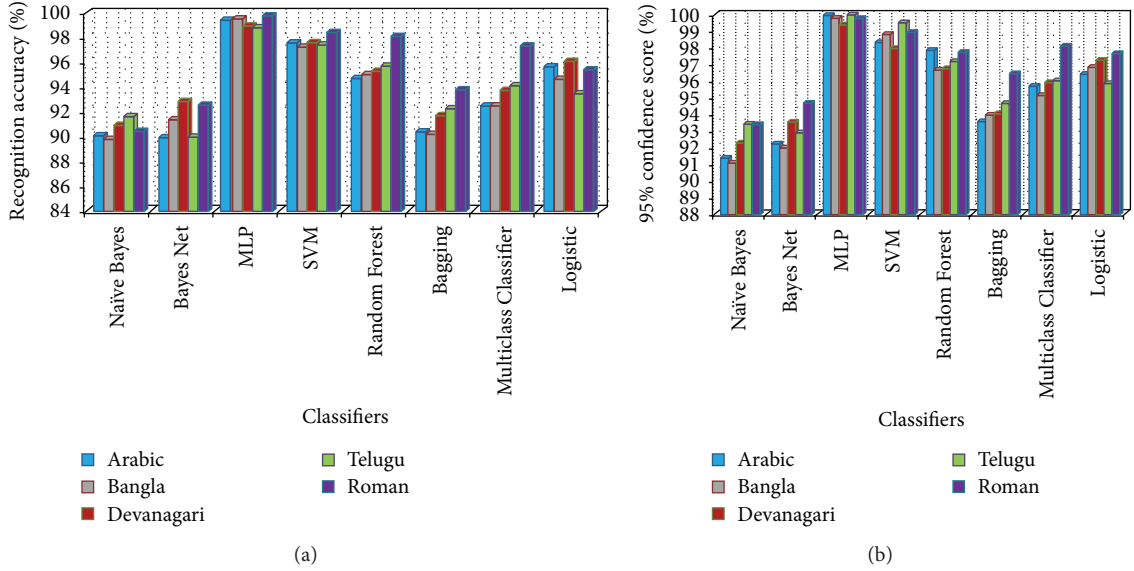 Recognition accuracy (%)
100
98
96
94
92
90
88
86
84
Naïve Bayes
Bayes Net
MLP
SVM
Random Forest
Bagging
Multiclass Classifier
Logistic
Classifiers
Arabic
Bangla
Devanagari
Telugu
Roman
(a)
95% confidence score (%)
100
99
98
97
96
95
94
93
92
91
90
89
88
Naïve Bayes
Bayes Net
MLP
SVM
Random Forest
Bagging
Multiclass Classifier
Logistic
Classifiers
Arabic
Bangla
Devanagari
Telugu
Roman
(b)